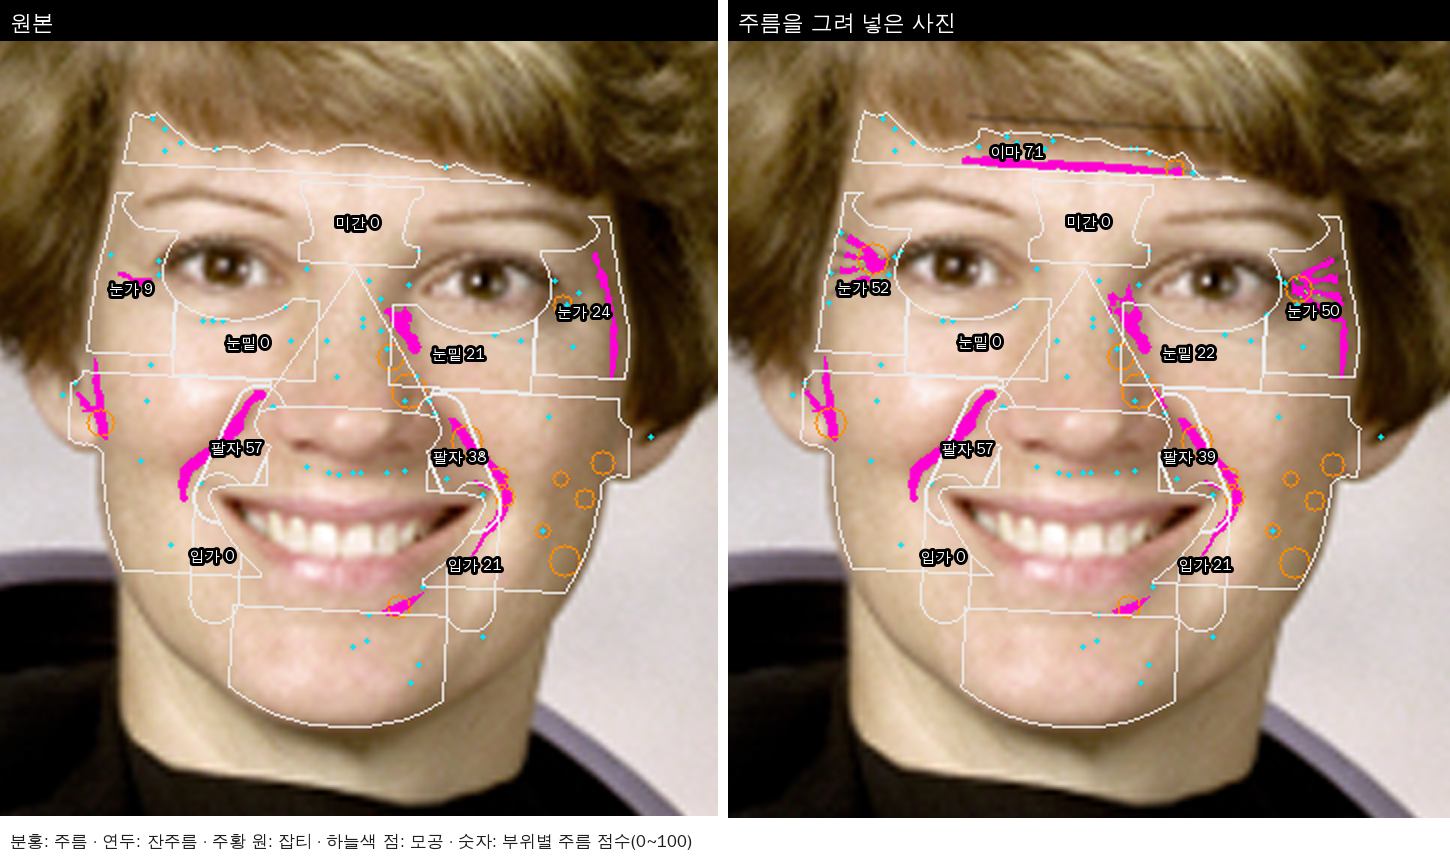 원본
주름을 그려 넣은 사진
이마 71
미간 0
미간 0
눈가 9
눈가 24
눈가 52
눈가 50
눈밑 0
눈밑 21
눈밑 0
눈밑 22
팔자 57
팔자 38
팔자 57
팔자 39
입가 0
입가 21
입가 0
입가 21
분홍: 주름 · 연두: 잔주름 · 주황 원: 잡티 · 하늘색 점: 모공 · 숫자: 부위별 주름 점수(0~100)